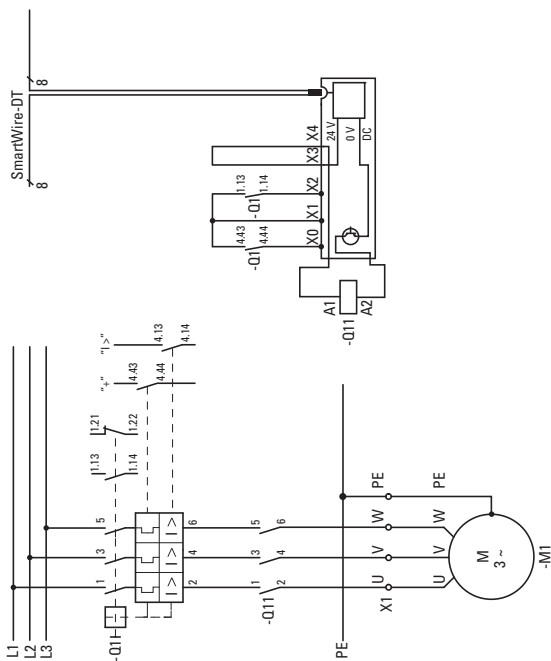 SmartWire-DT
8
8
-Q1
4.43
4.44
-Q1
1.13
1.14
X0
X1
X2
X3
X4
24 V
0 V
DC
A1
A2
-Q11
L1
L2
L3
-Q1
1
3
5
1.13
1.14
1.21
1.22
"+"
4.43
4.44
"I >"
4.13
4.14
I>
I>
I>
2
4
6
-Q11
1
3
5
2
4
6
PE
X1
U
V
W
PE
U
V
W
PE
M
3 ~
-M1